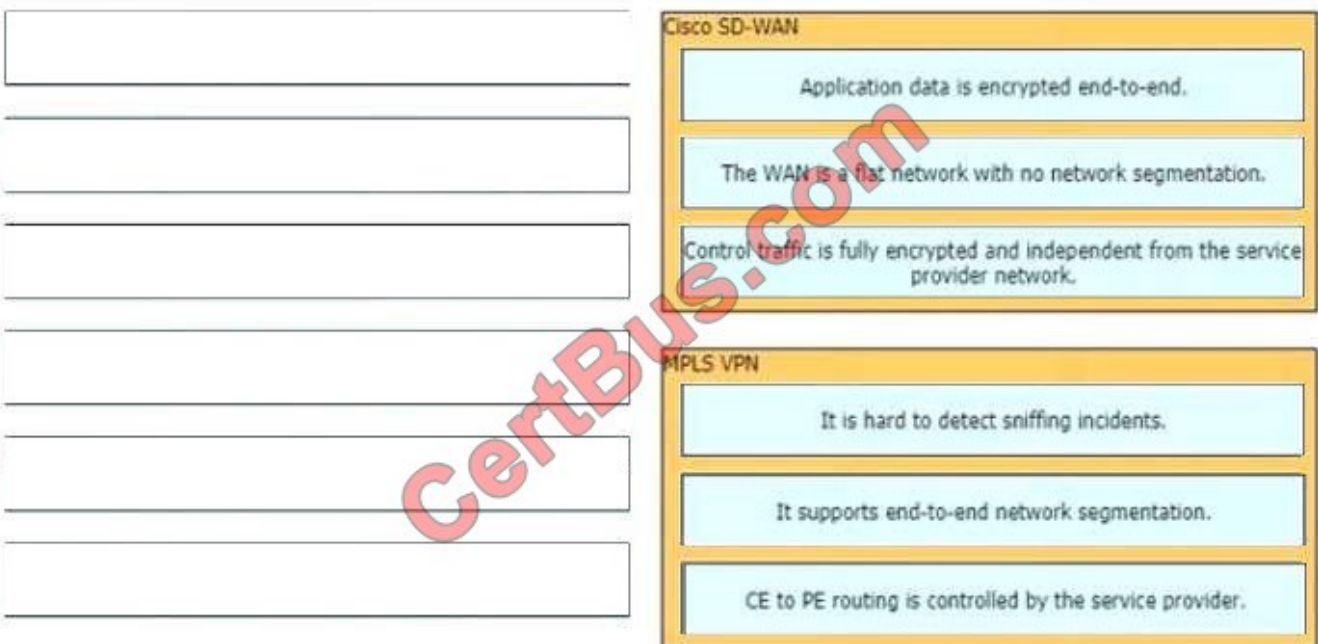 Cisco SD-WAN
Application data is encrypted end-to-end.
The WAN is a flat network with no network segmentation.
Control traffic is fully encrypted and independent from the service
provider network.
MPLS VPN
It is hard to detect sniffing incidents.
It supports end-to-end network segmentation.
CE to PE routing is controlled by the service provider.
CertBus.com